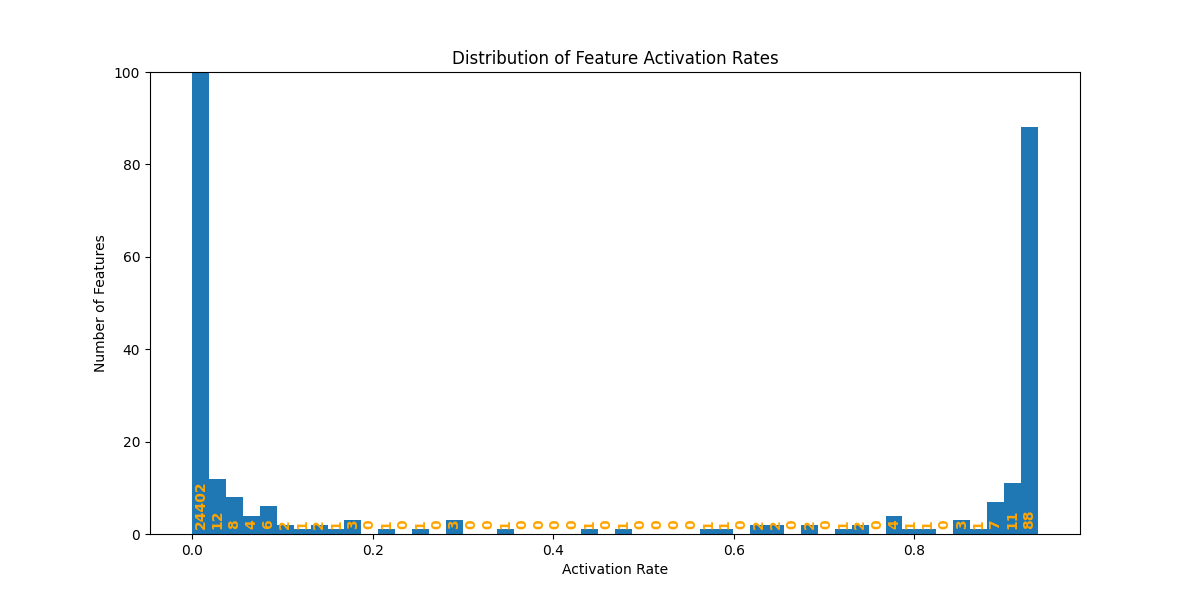 Distribution of Feature Activation Rates
100
80
60
40
20
0
Number of Features
24402 12 8 4 6 2 1 2 1 3 0 1 0 1 0 3 0 0 1 0 0 0 0 1 0 1 0 0 0 0 1 1 0 2 2 0 2 0 1 2 0 4 1 1 0 3 1 7 11 88
0.0 0.2 0.4 0.6 0.8
Activation Rate